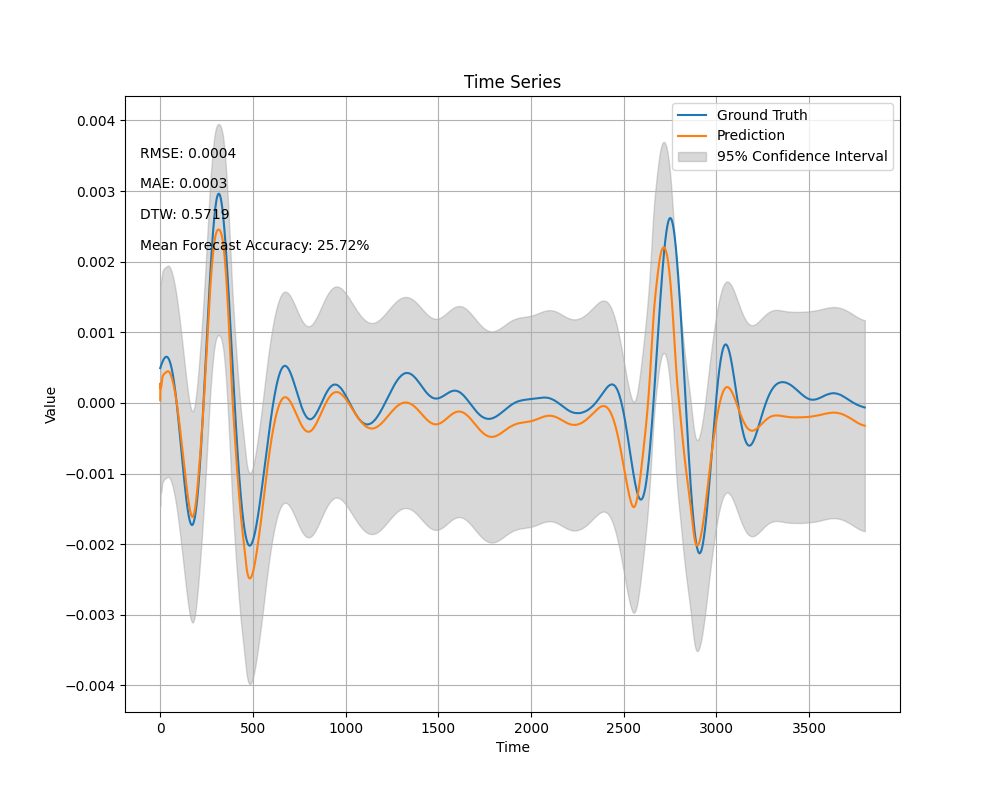 Time Series
Ground Truth
Prediction
95% Confidence Interval
RMSE: 0.0004
MAE: 0.0003
DTW: 0.5719
Mean Forecast Accuracy: 25.72%
Value
0.004
0.003
0.002
0.001
0.000
−0.001
−0.002
−0.003
−0.004
0 500 1000 1500 2000 2500 3000 3500
Time